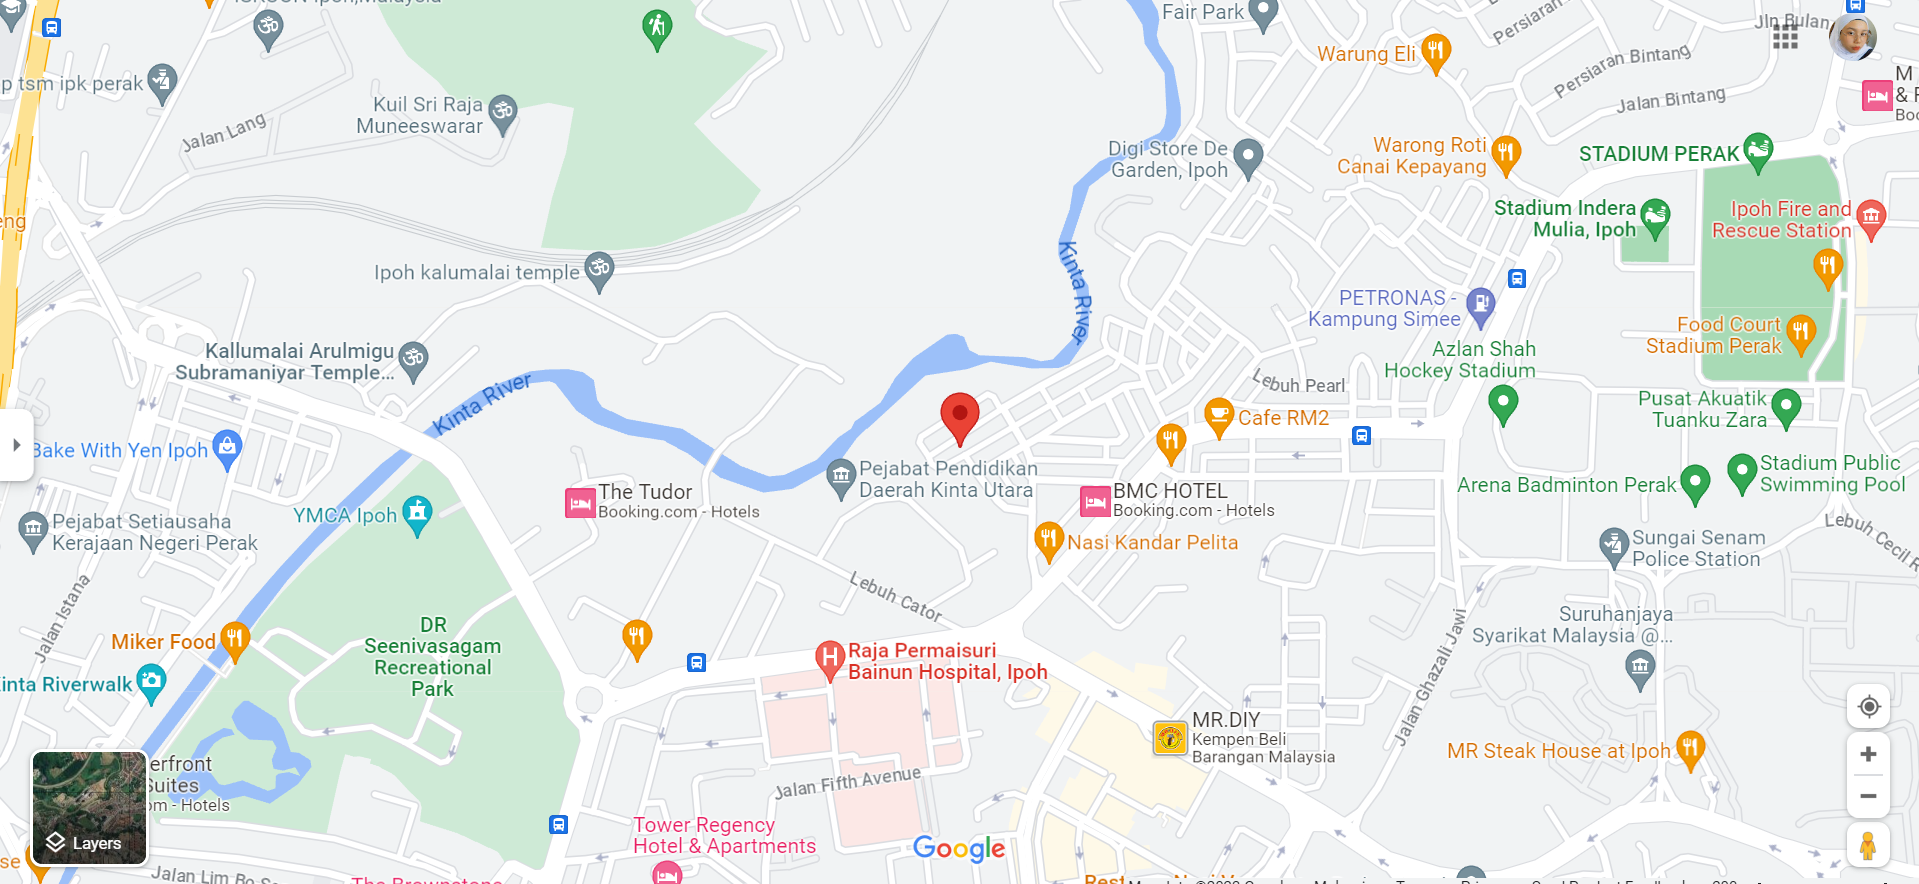 Fair Park
Jln Bulan
Persiaran
Warung Eli
Persiaran Bintang
Jalan Bintang
p tsm ipk perak
Kuil Sri Raja
Muneeswarar
Jalan Lang
Digi Store De
Garden, Ipoh
Warong Roti
Canai Kepayang
STADIUM PERAK
M
&
Boo
Stadium Indera
Mulia, Ipoh
Ipoh Fire and
Rescue Station
eng
Ipoh kalumalai temple
Kinta River
PETRONAS -
Kampung Simee
Food Court
Stadium Perak
Kallumalai Arulmigu
Subramaniyar Temple...
Azlan Shah
Hockey Stadium
Lebuh Pearl
Kinta River
Cafe RM2
Pusat Akuatik
Tuanku Zara
Bake With Yen Ipoh
Pejabat Pendidikan
Daerah Kinta Utara
Stadium Public
Swimming Pool
Arena Badminton Perak
The Tudor
Booking.com - Hotels
BMC HOTEL
Booking.com - Hotels
YMCA Ipoh
Pejabat Setiausaha
Kerajaan Negeri Perak
Nasi Kandar Pelita
Lebuh Cecil R
Sungai Senam
Police Station
Lebuh Cator
Jalan Istana
Suruhanjaya
Syarikat Malaysia @...
DR
Seenivasagam
Recreational
Park
Miker Food
Raja Permaisuri
Bainun Hospital, Ipoh
H
Jalan Ghazali Jawi
inta Riverwalk
MR.DIY
Kempen Beli
Barangan Malaysia
MR Steak House at Ipoh
erfront
Suites
om - Hotels
Jalan Fifth Avenue
Layers
Tower Regency
Hotel & Apartments
Google
se
Jalan Lim Bo S